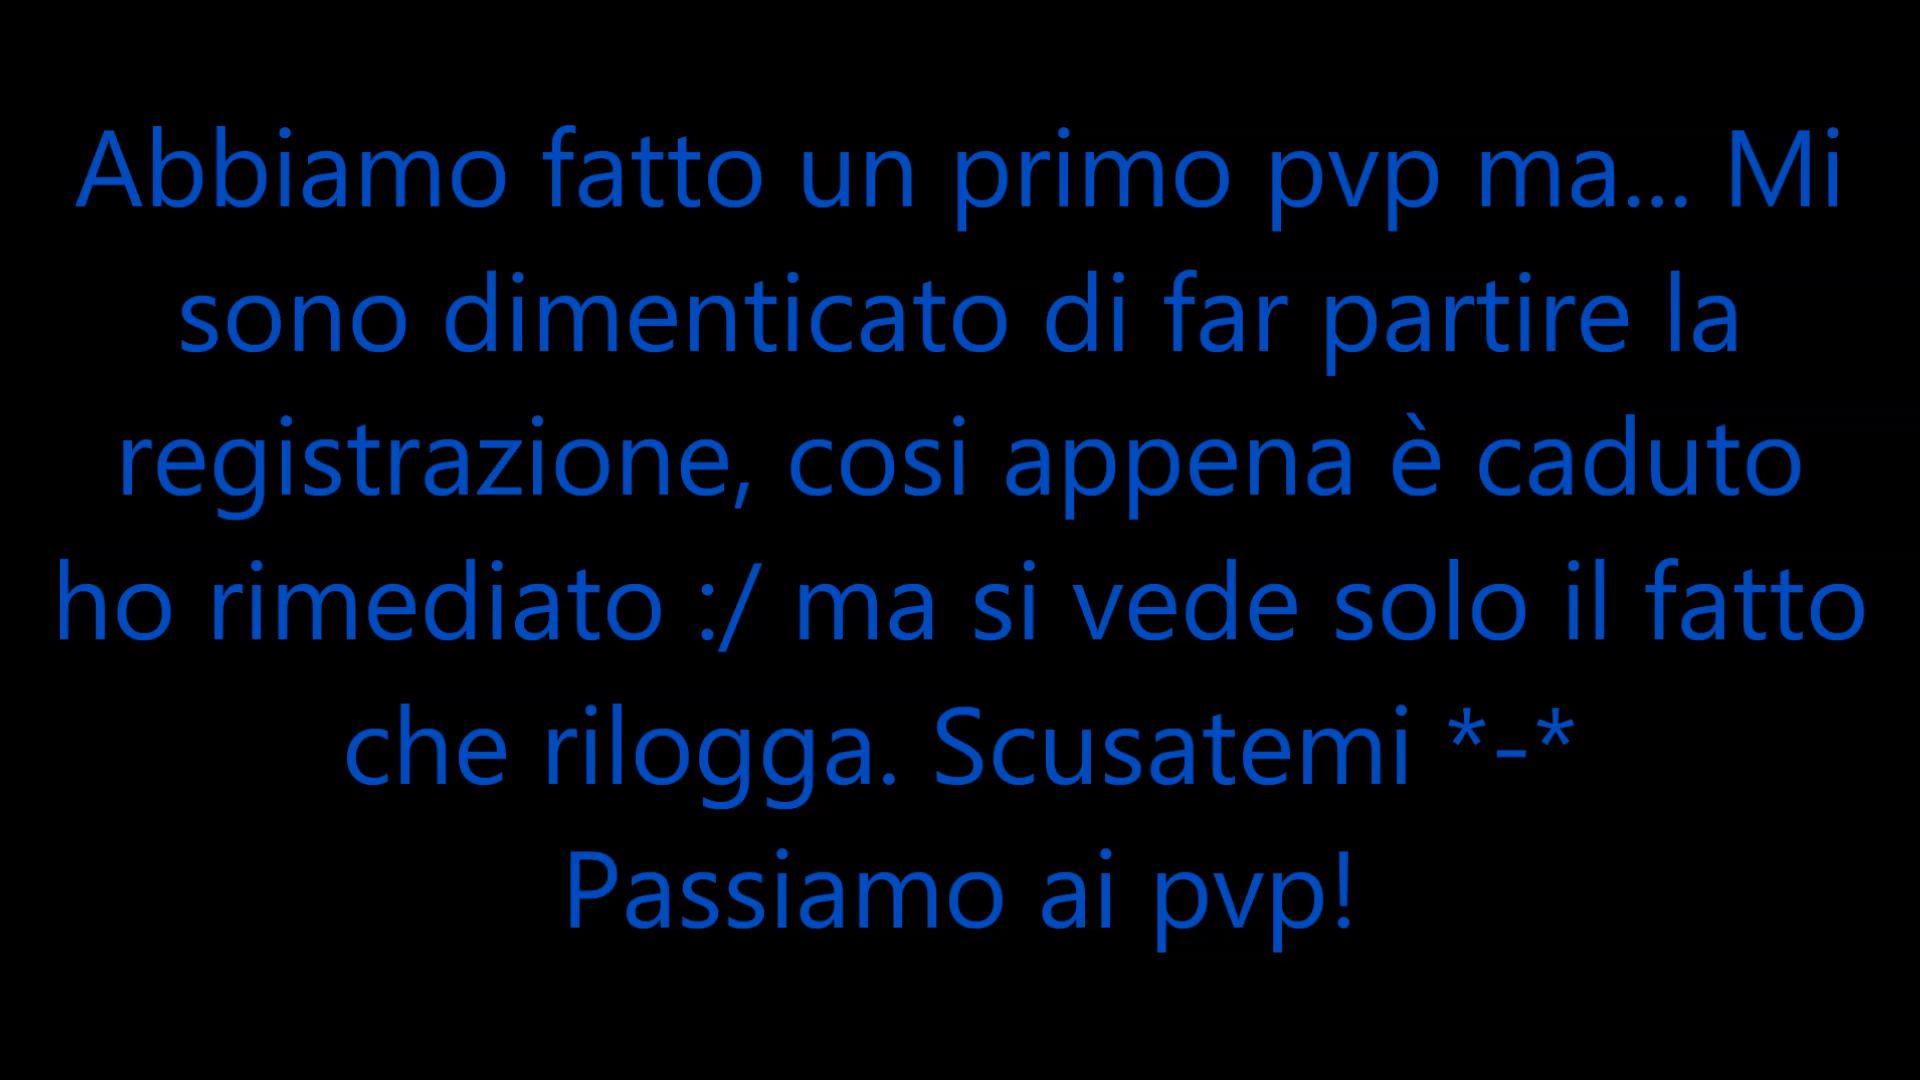 Abbiamo fatto un primo pvp ma... Mi
sono dimenticato di far partire la
registrazione, cosi appena è caduto
ho rimediato :/ ma si vede solo il fatto
che rilogga. Scusatemi *-*
Passiamo ai pvp!